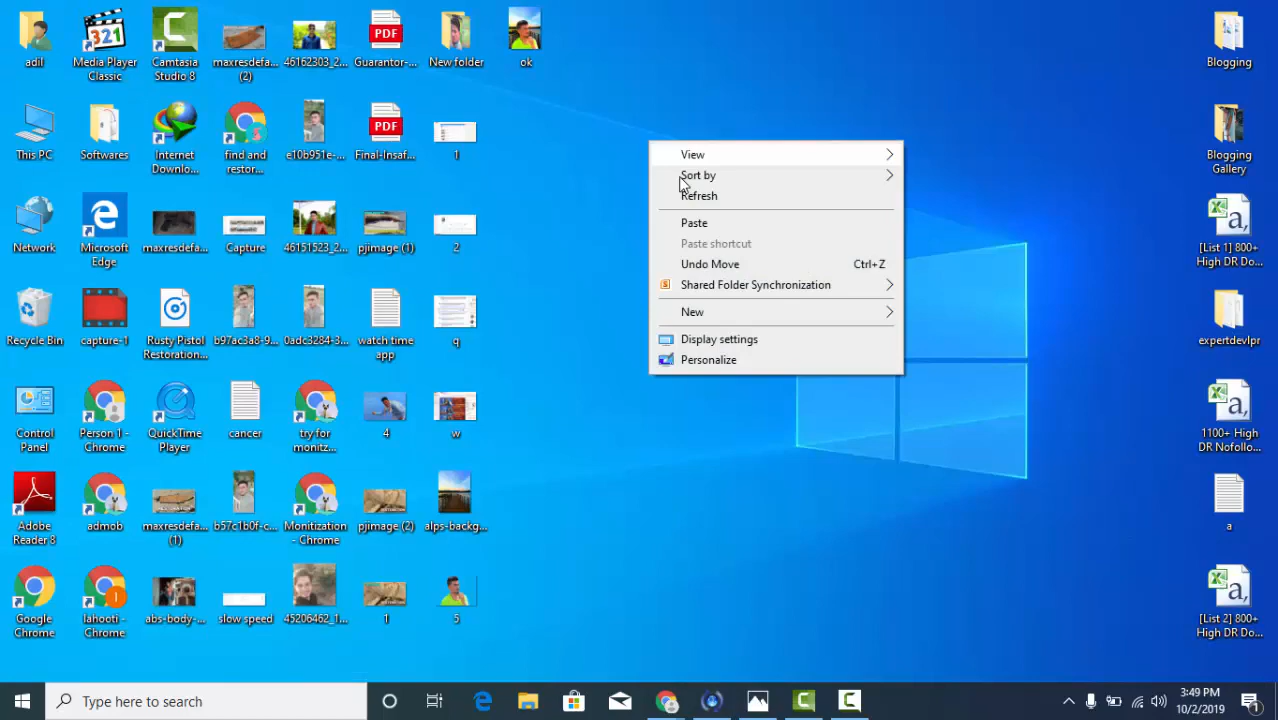 adil
Media Player
Classic
321
Camtasia
Studio 8
maxresdefa...
(2)
46162303_2...
PDF
Guarantor-...
New folder
ok
Blogging
This PC
Softwares
Internet
Downlo...
find and
restor...
e10b951e-...
PDF
Final-Insaf...
1
Blogging
Gallery
Network
Microsoft
Edge
maxresdefa...
Capture
46151523_2...
pjimage (1)
2
[List 1] 800+
High DR Do...
Recycle Bin
capture-1
Rusty Pistol
Restoration...
b97ac3a8-9...
0adc3284-3...
watch time
app
q
expertdevlpr
Control
Panel
Person 1 -
Chrome
QuickTime
Player
cancer
try for
monitz...
4
w
1100+ High
DR Nofollo...
Adobe
Reader 8
admob
maxresdefa...
(1)
b57c1b0f-c...
Monitization
- Chrome
pjimage (2)
alps-backg...
a
Google
Chrome
lahooti -
Chrome
abs-body-...
slow speed
45206462_1...
1
5
[List 2] 800+
High DR Do...
View
Sort by
Refresh
Paste
Paste shortcut
Undo Move Ctrl+Z
Shared Folder Synchronization
New
Display settings
Personalize
Type here to search
3:49 PM
10/2/2019